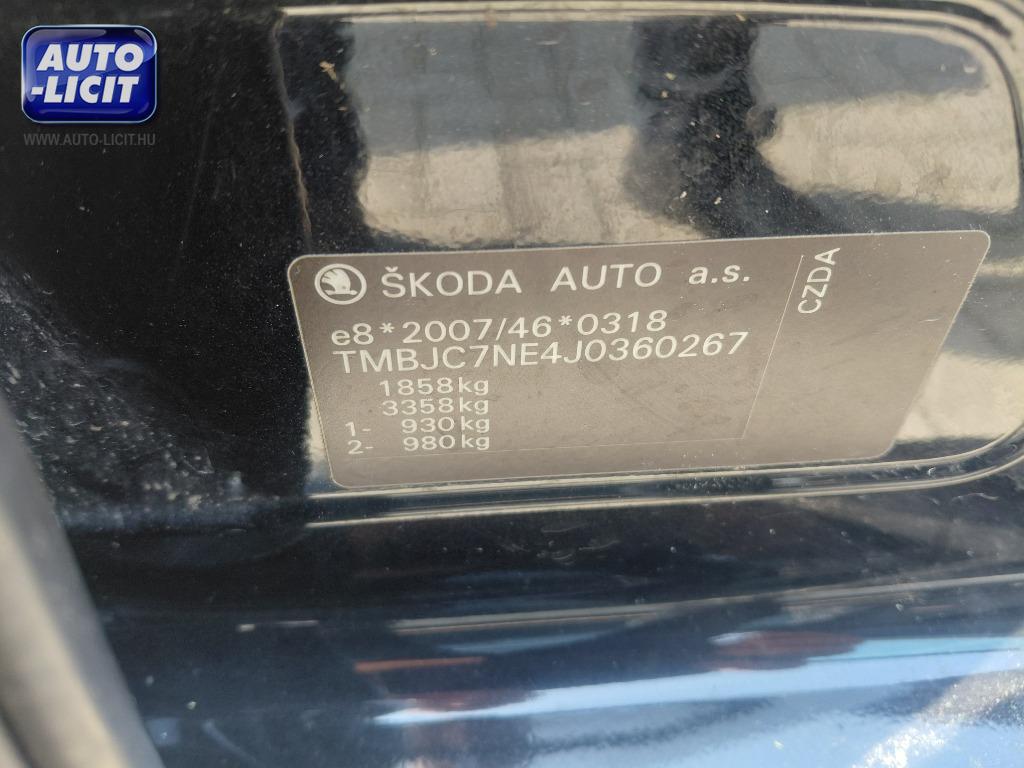 AUTO
-LICIT
WWW.AUTO-LICIT.HU
ŠKODA AUTO a.s.
CZDA
e8*2007/46*0318
TMBJC7NE4J0360267
1858kg
3358kg
1- 930kg
2- 980kg